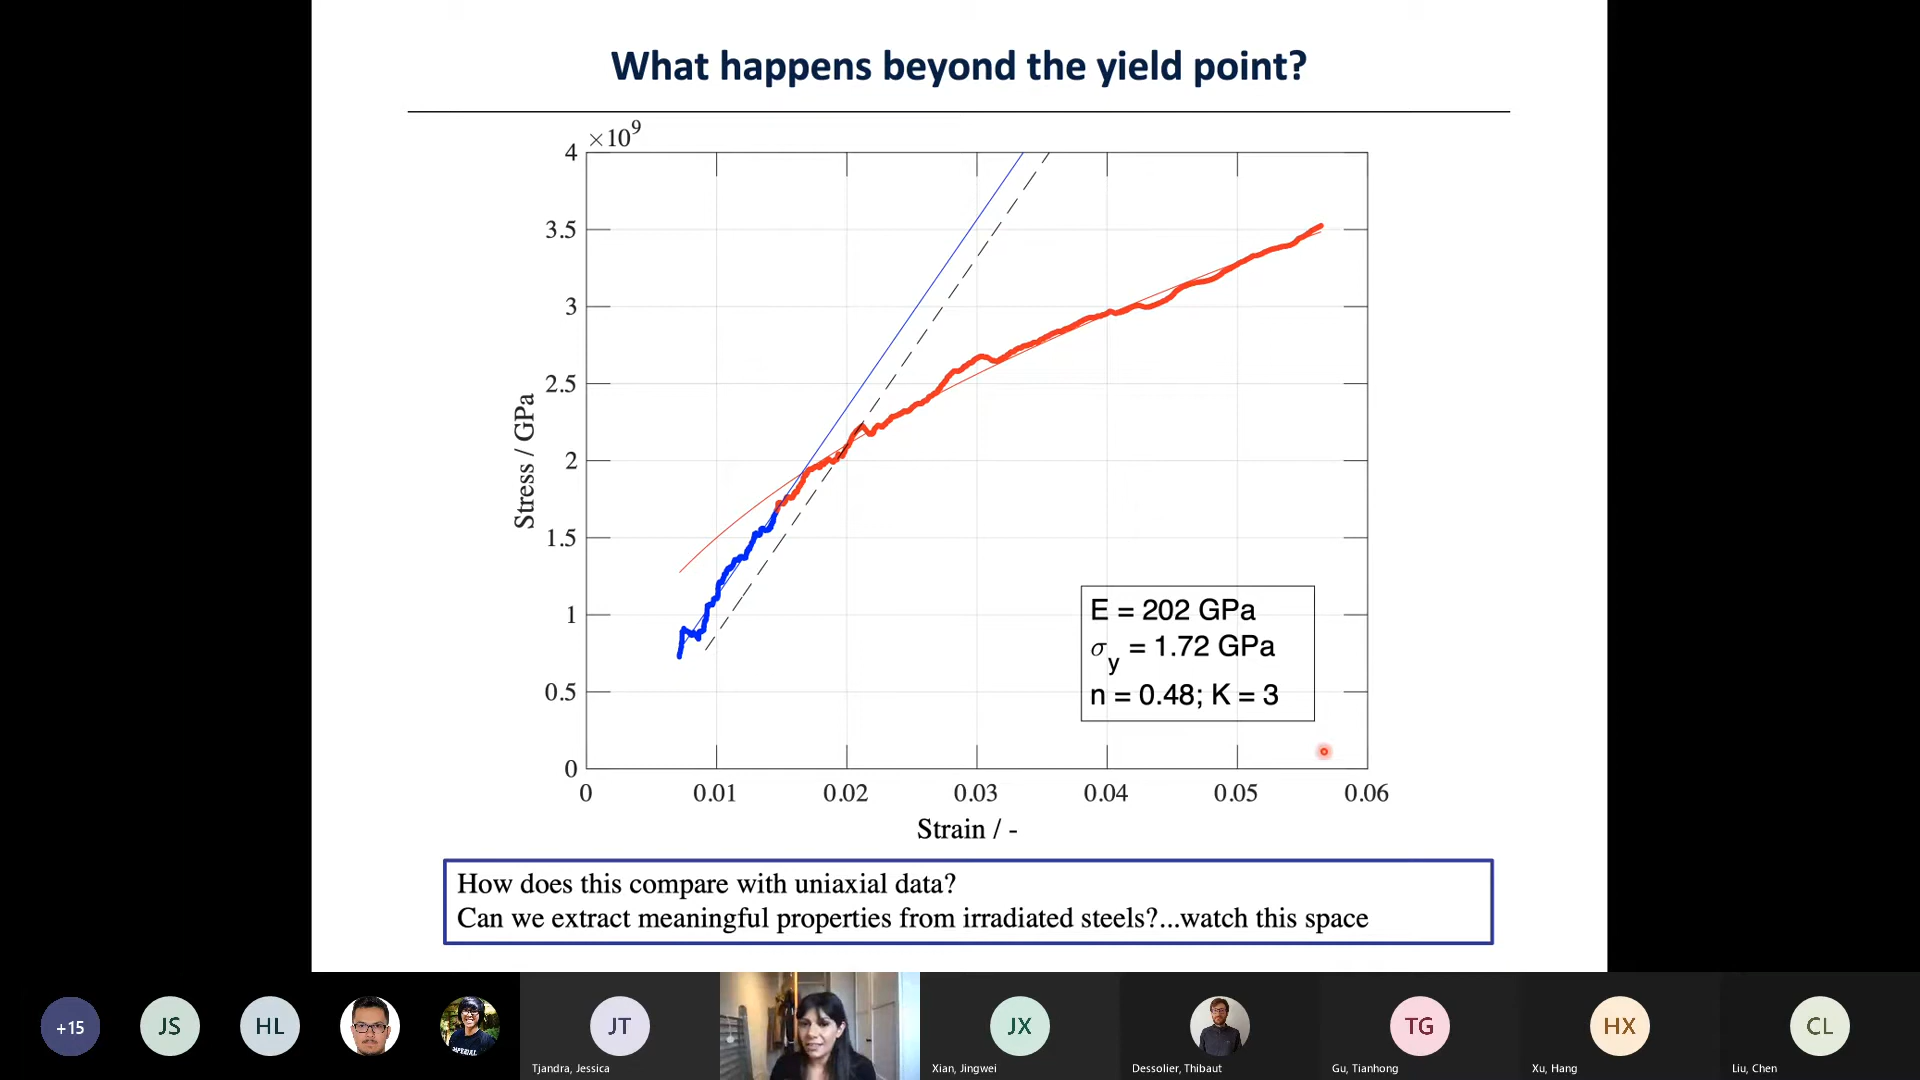 What happens beyond the yield point?
×10⁹
4
3.5
3
2.5
2
1.5
1
0.5
0
Stress / GPa
E = 202 GPa
σy = 1.72 GPa
n = 0.48; K = 3
0 0.01 0.02 0.03 0.04 0.05 0.06
Strain / -
How does this compare with uniaxial data?
Can we extract meaningful properties from irradiated steels?...watch this space
+15 JS HL JT JX TG HX CL
IMPERIAL
Tjandra, Jessica Xian, Jingwei Dessolier, Thibaut Gu, Tianhong Xu, Hang Liu, Chen